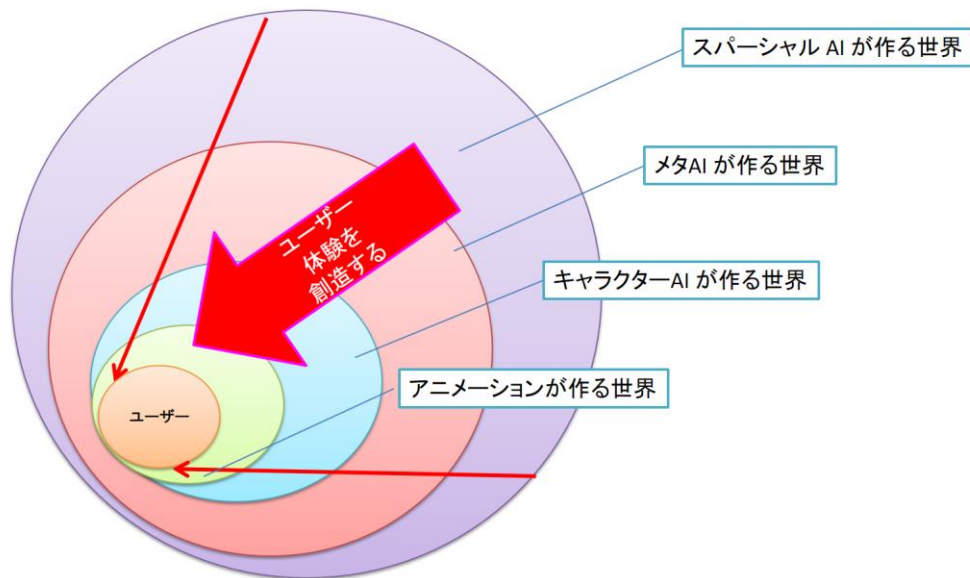 スパーシャル AI が作る世界
メタAI が作る世界
ユーザー
体験を
創造する
キャラクターAI が作る世界
アニメーションが作る世界
ユーザー